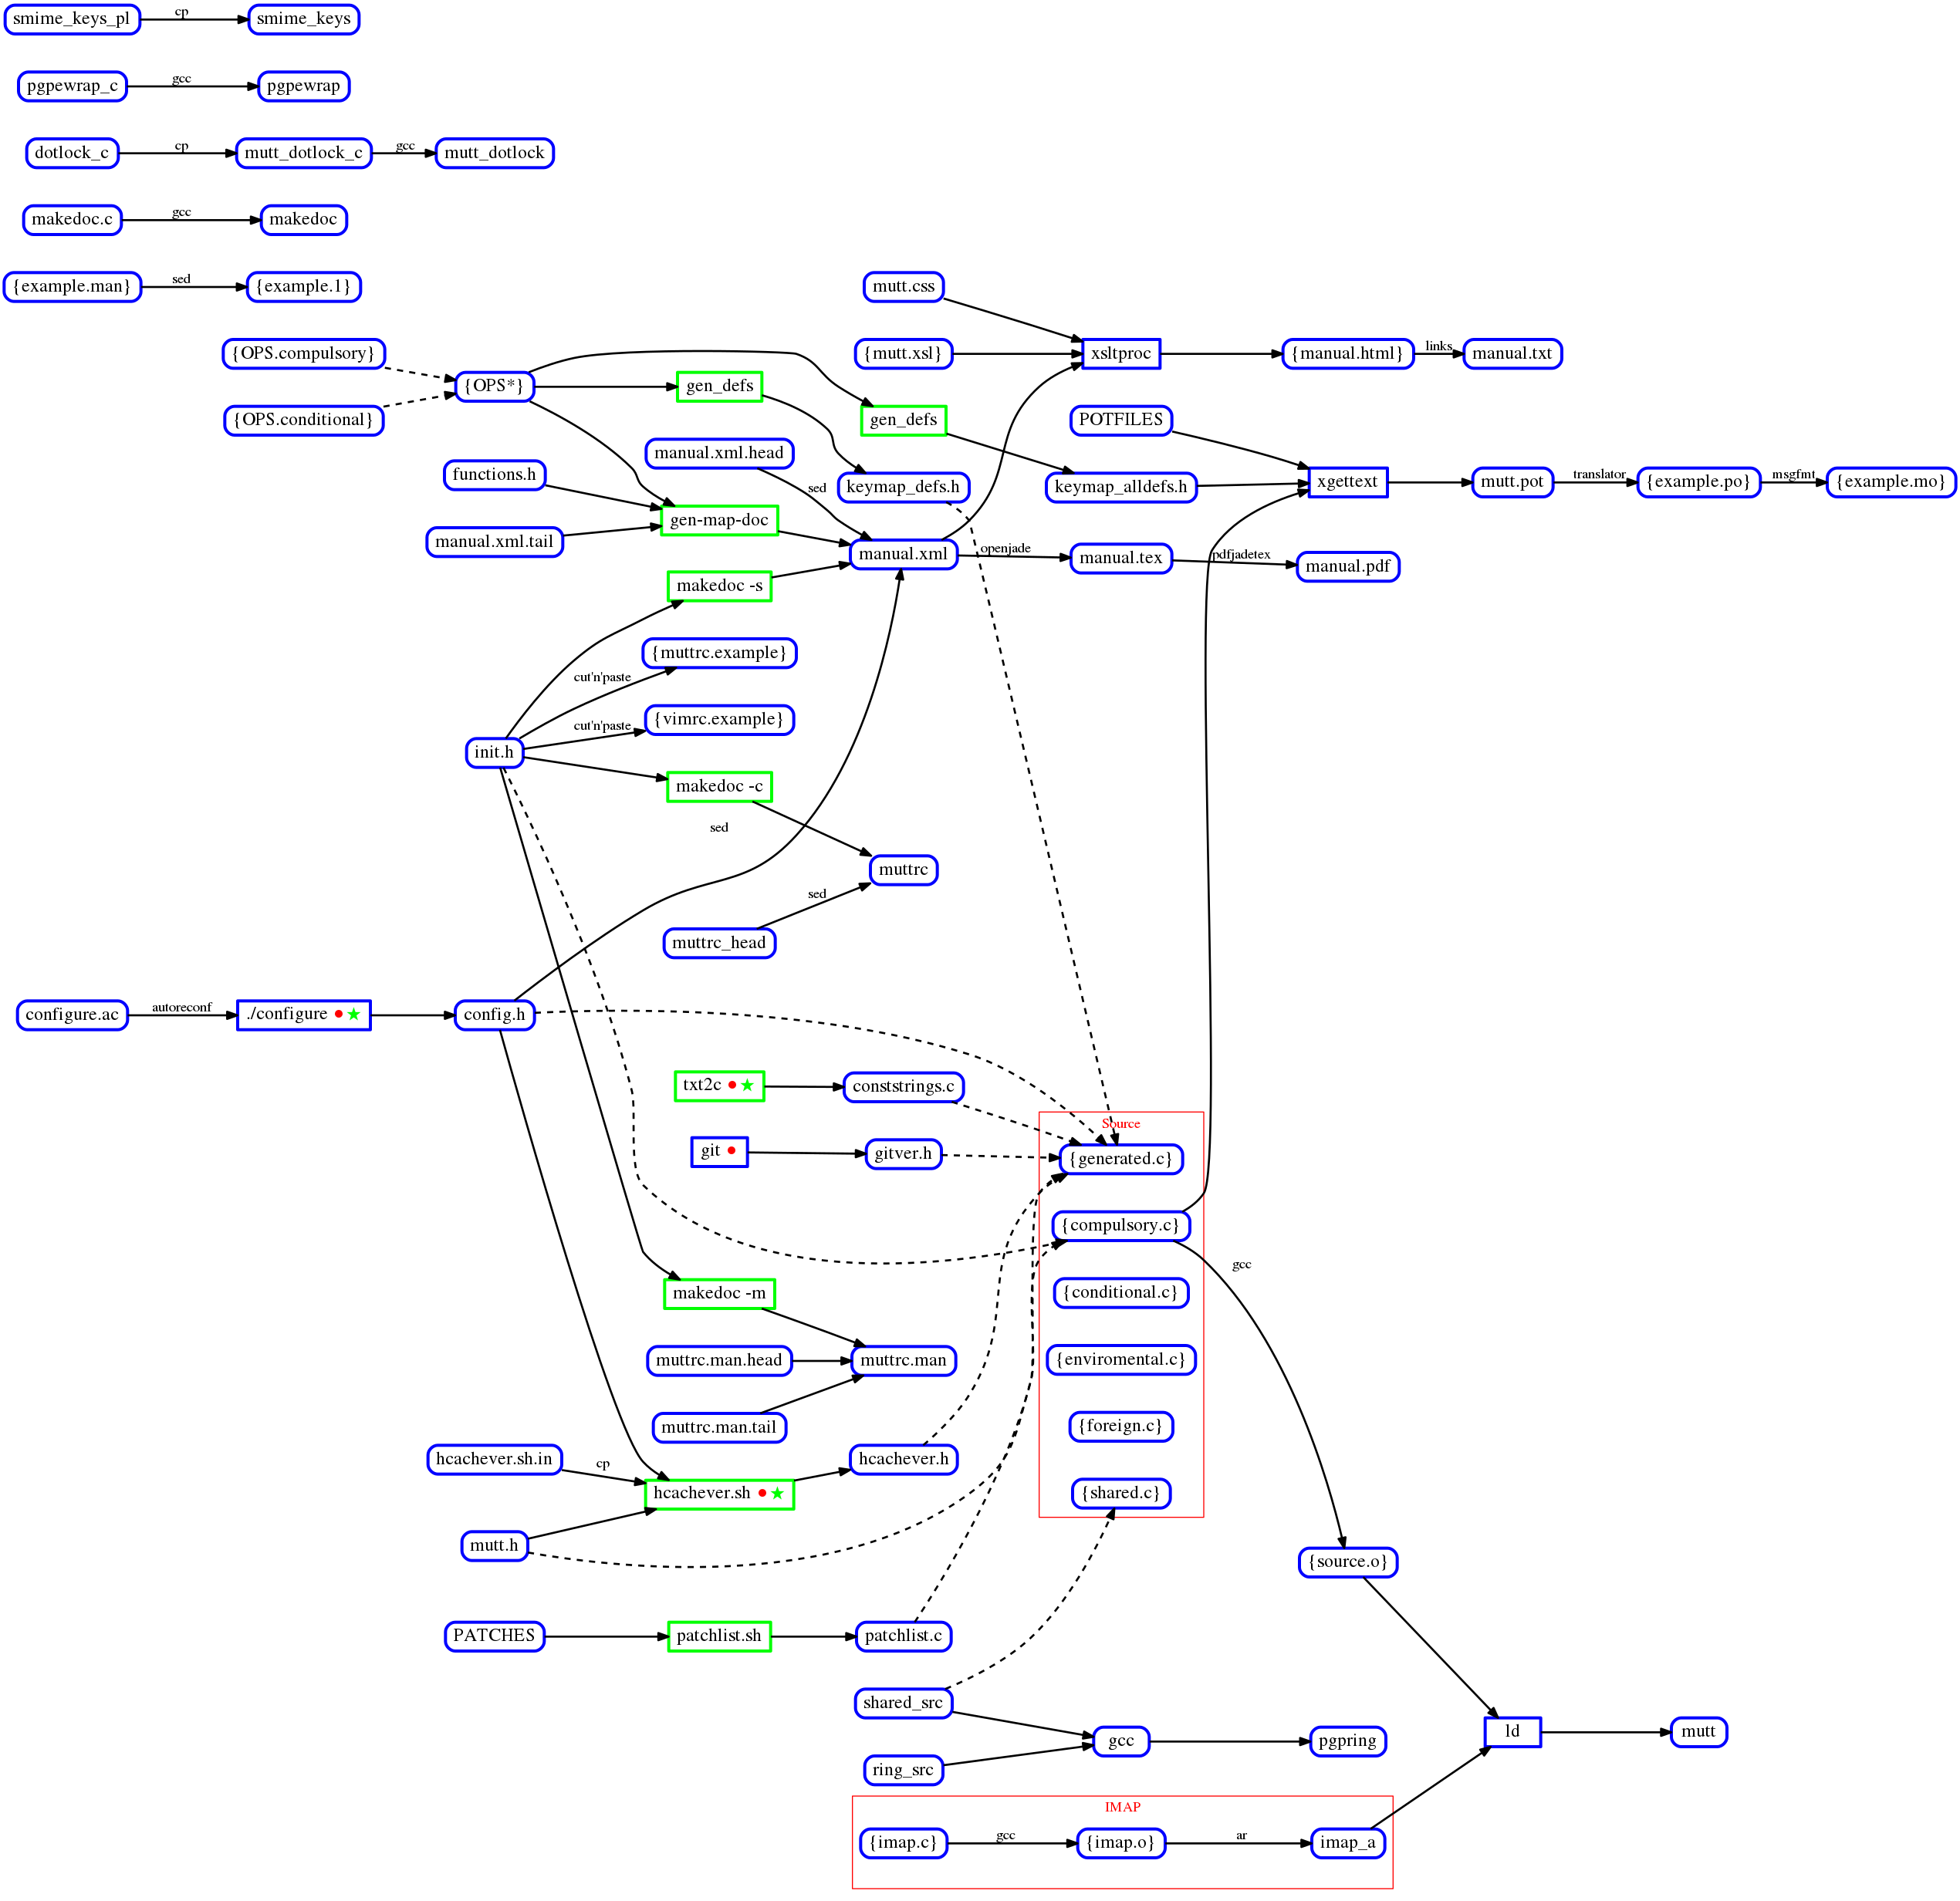 smime_keys_pl
cp
smime_keys
pgpewrap_c
gcc
pgpewrap
dotlock_c
cp
mutt_dotlock_c
gcc
mutt_dotlock
makedoc.c
gcc
makedoc
{example.man}
sed
{example.1}
mutt.css
{OPS.compulsory}
{mutt.xsl}
xsltproc
{manual.html}
links
manual.txt
{OPS*}
gen_defs
{OPS.conditional}
gen_defs
POTFILES
manual.xml.head
functions.h
sed
keymap_defs.h
keymap_alldefs.h
xgettext
mutt.pot
translator
{example.po}
msgfmt
{example.mo}
gen-map-doc
manual.xml.tail
manual.xml
openjade
manual.tex
pdfjadetex
manual.pdf
makedoc -s
{muttrc.example}
cut'n'paste
{vimrc.example}
cut'n'paste
init.h
makedoc -c
sed
muttrc
sed
muttrc_head
configure.ac
autoreconf
./configure
config.h
txt2c
conststrings.c
Source
git
gitver.h
{generated.c}
{compulsory.c}
gcc
makedoc -m
{conditional.c}
muttrc.man.head
muttrc.man
{enviromental.c}
muttrc.man.tail
{foreign.c}
hcachever.sh.in
cp
hcachever.h
hcachever.sh
{shared.c}
mutt.h
{source.o}
PATCHES
patchlist.sh
patchlist.c
shared_src
gcc
pgpring
ld
mutt
ring_src
IMAP
{imap.c}
gcc
{imap.o}
ar
imap_a